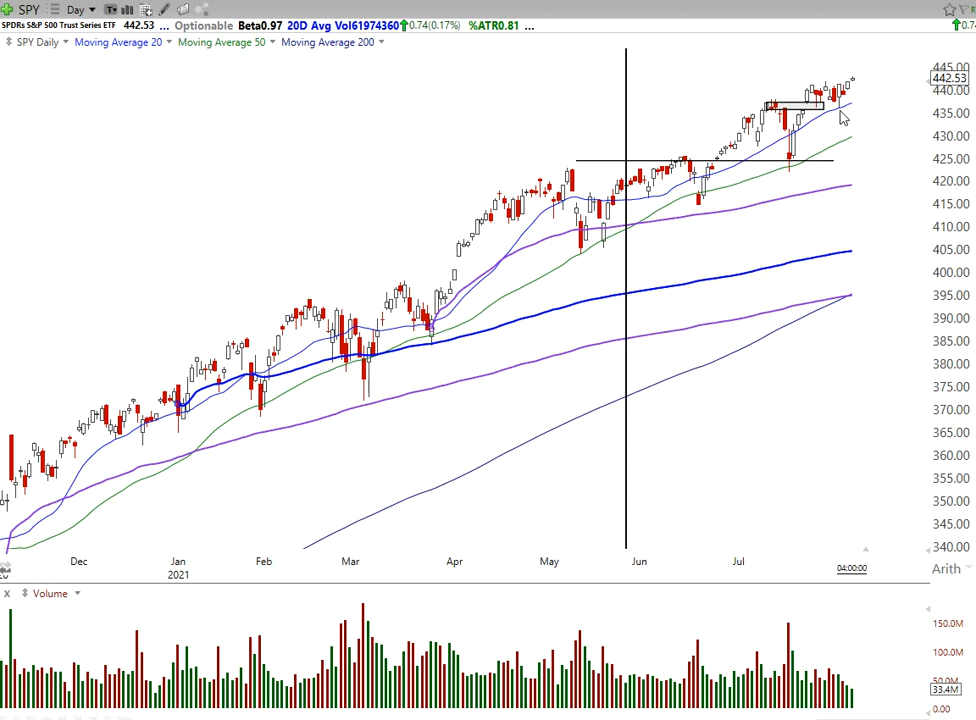 SPY Day
SPDRs S&P 500 Trust Series ETF 442.53 ... Optionable Beta0.97 20D Avg Vol61974360 0.74(0.17%) %ATR0.81 ...
SPY Daily Moving Average 20 Moving Average 50 Moving Average 200
445.00
442.53
440.00
435.00
430.00
425.00
420.00
415.00
410.00
405.00
400.00
395.00
390.00
385.00
380.00
375.00
370.00
365.00
360.00
355.00
350.00
345.00
340.00
Dec Jan Feb Mar Apr May Jun Jul
2021
04:00:00
Arith
X Volume
150.0M
100.0M
50.0M
33.4M
0.00